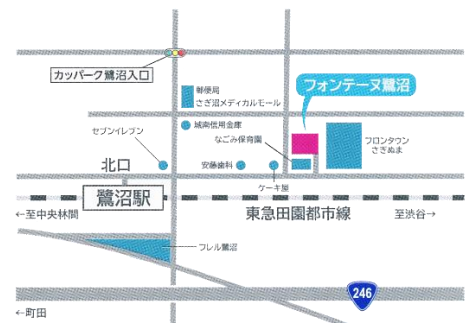 カッパーク鷺沼入口
郵便局
さぎ沼メディカルモール
フォンテーヌ鷺沼
城南信用金庫
なごみ保育園
セブンイレブン
フロンタウン
さぎぬま
北口
安藤歯科
ケーキ屋
鷺沼駅
←至中央林間
東急田園都市線
至渋谷→
フレル鷺沼
246
←町田